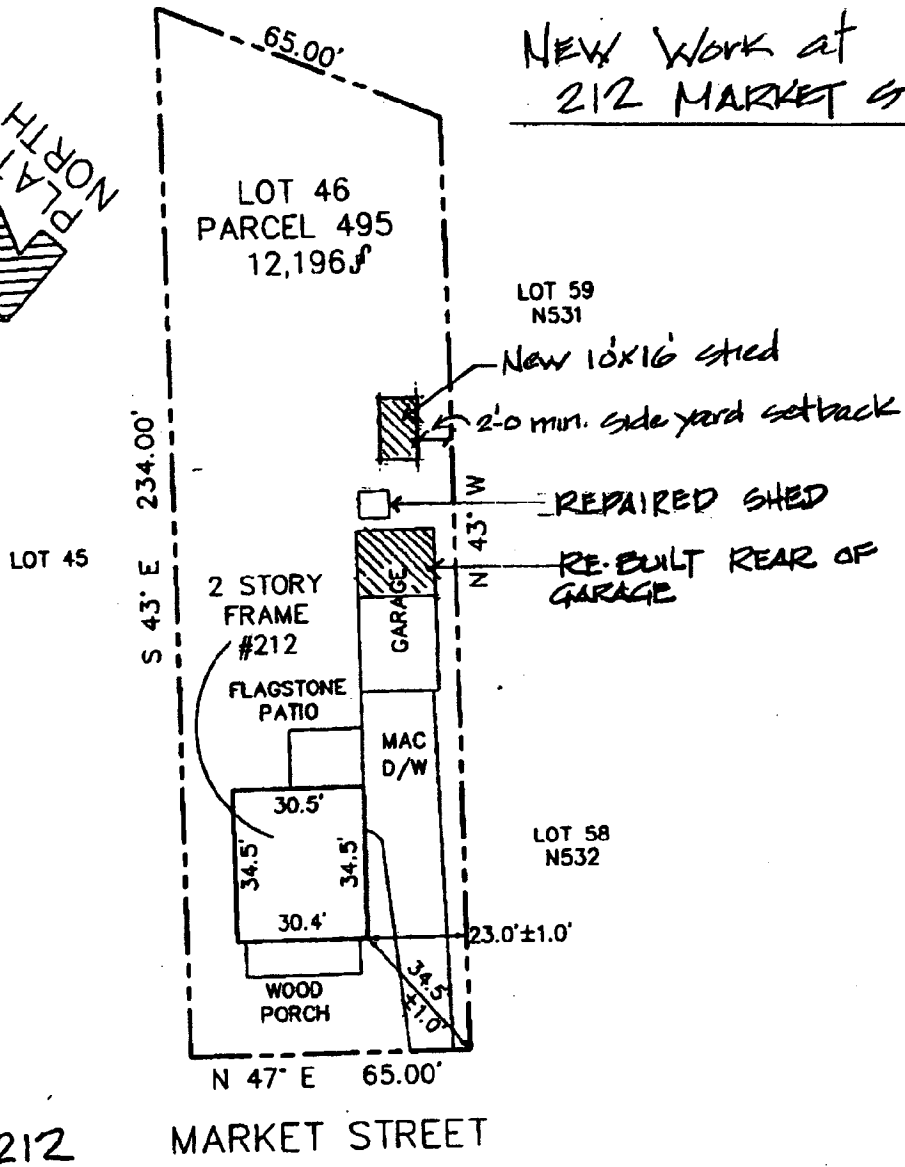 NEW Work at
212 MARKET S
65.00'
PLAT
NORTH
LOT 46
PARCEL 495
12,196
LOT 59
N531
New 10'x16' shed
2'-0 min. side yard setback
S 43° E 234.00'
N 43° W
REPAIRED SHED
LOT 45
RE-BUILT REAR OF
GARAGE
2 STORY
FRAME
#212
GARAGE
FLAGSTONE
PATIO
MAC
D/W
30.5'
34.5'
34.5'
LOT 58
N532
30.4'
23.0'±1.0'
34.5'
±1.0'
WOOD
PORCH
N 47° E 65.00'
212 MARKET STREET